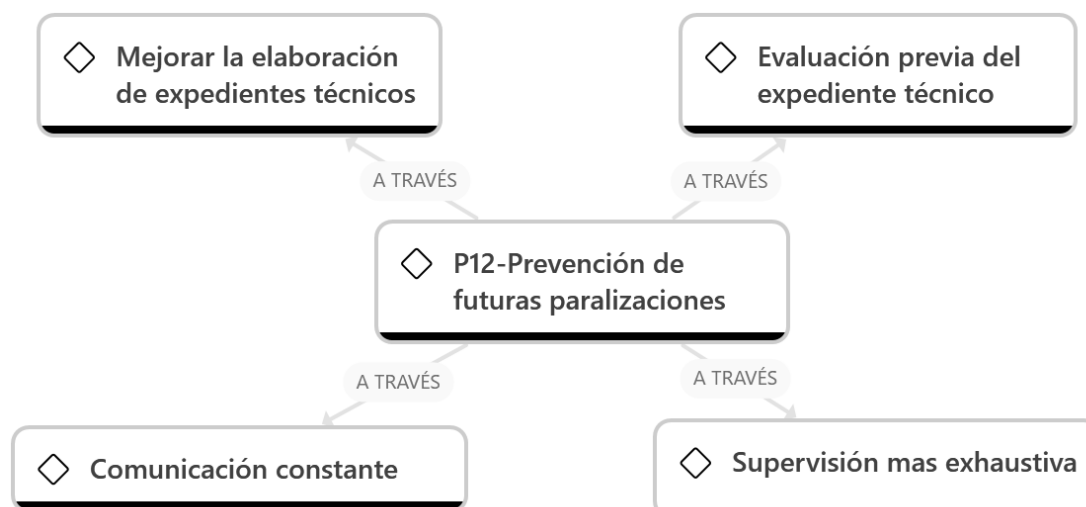 Mejorar la elaboración
de expedientes técnicos
Evaluación previa del
expediente técnico
A TRAVÉS
A TRAVÉS
P12-Prevención de
futuras paralizaciones
A TRAVÉS
A TRAVÉS
Comunicación constante
Supervisión mas exhaustiva